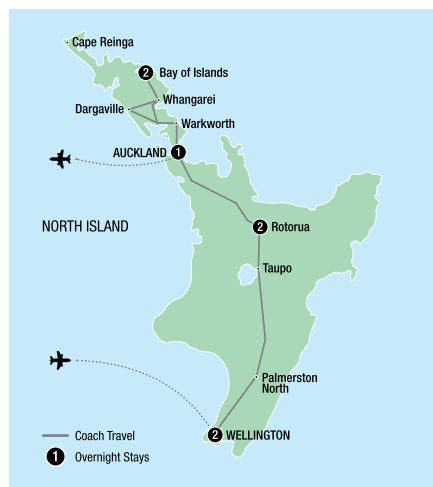 Cape Reinga
2 Bay of Islands
Whangarei
Dargaville
Warkworth
AUCKLAND 1
NORTH ISLAND
2 Rotorua
Taupo
Palmerston
North
2 WELLINGTON
Coach Travel
1 Overnight Stays